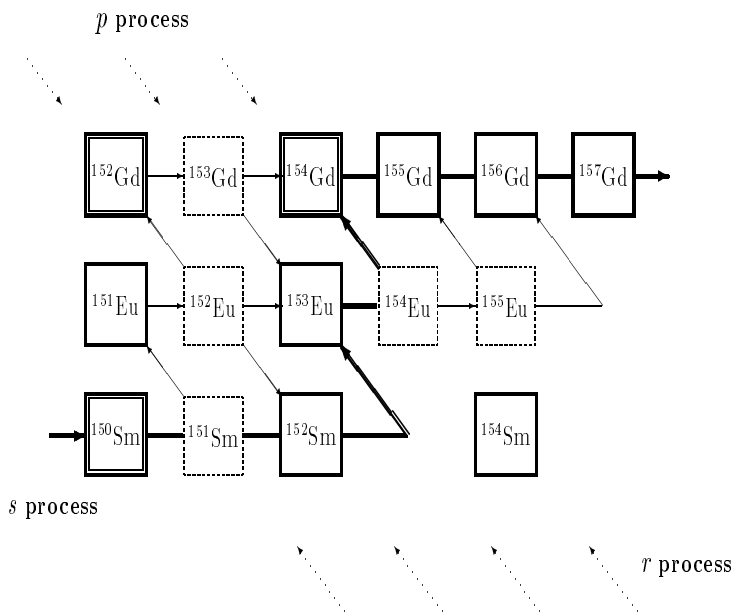 p process
¹⁵²Gd ¹⁵³Gd ¹⁵⁴Gd ¹⁵⁵Gd ¹⁵⁶Gd ¹⁵⁷Gd
¹⁵¹Eu ¹⁵²Eu ¹⁵³Eu ¹⁵⁴Eu ¹⁵⁵Eu
¹⁵⁰Sm ¹⁵¹Sm ¹⁵²Sm ¹⁵⁴Sm
s process
r process